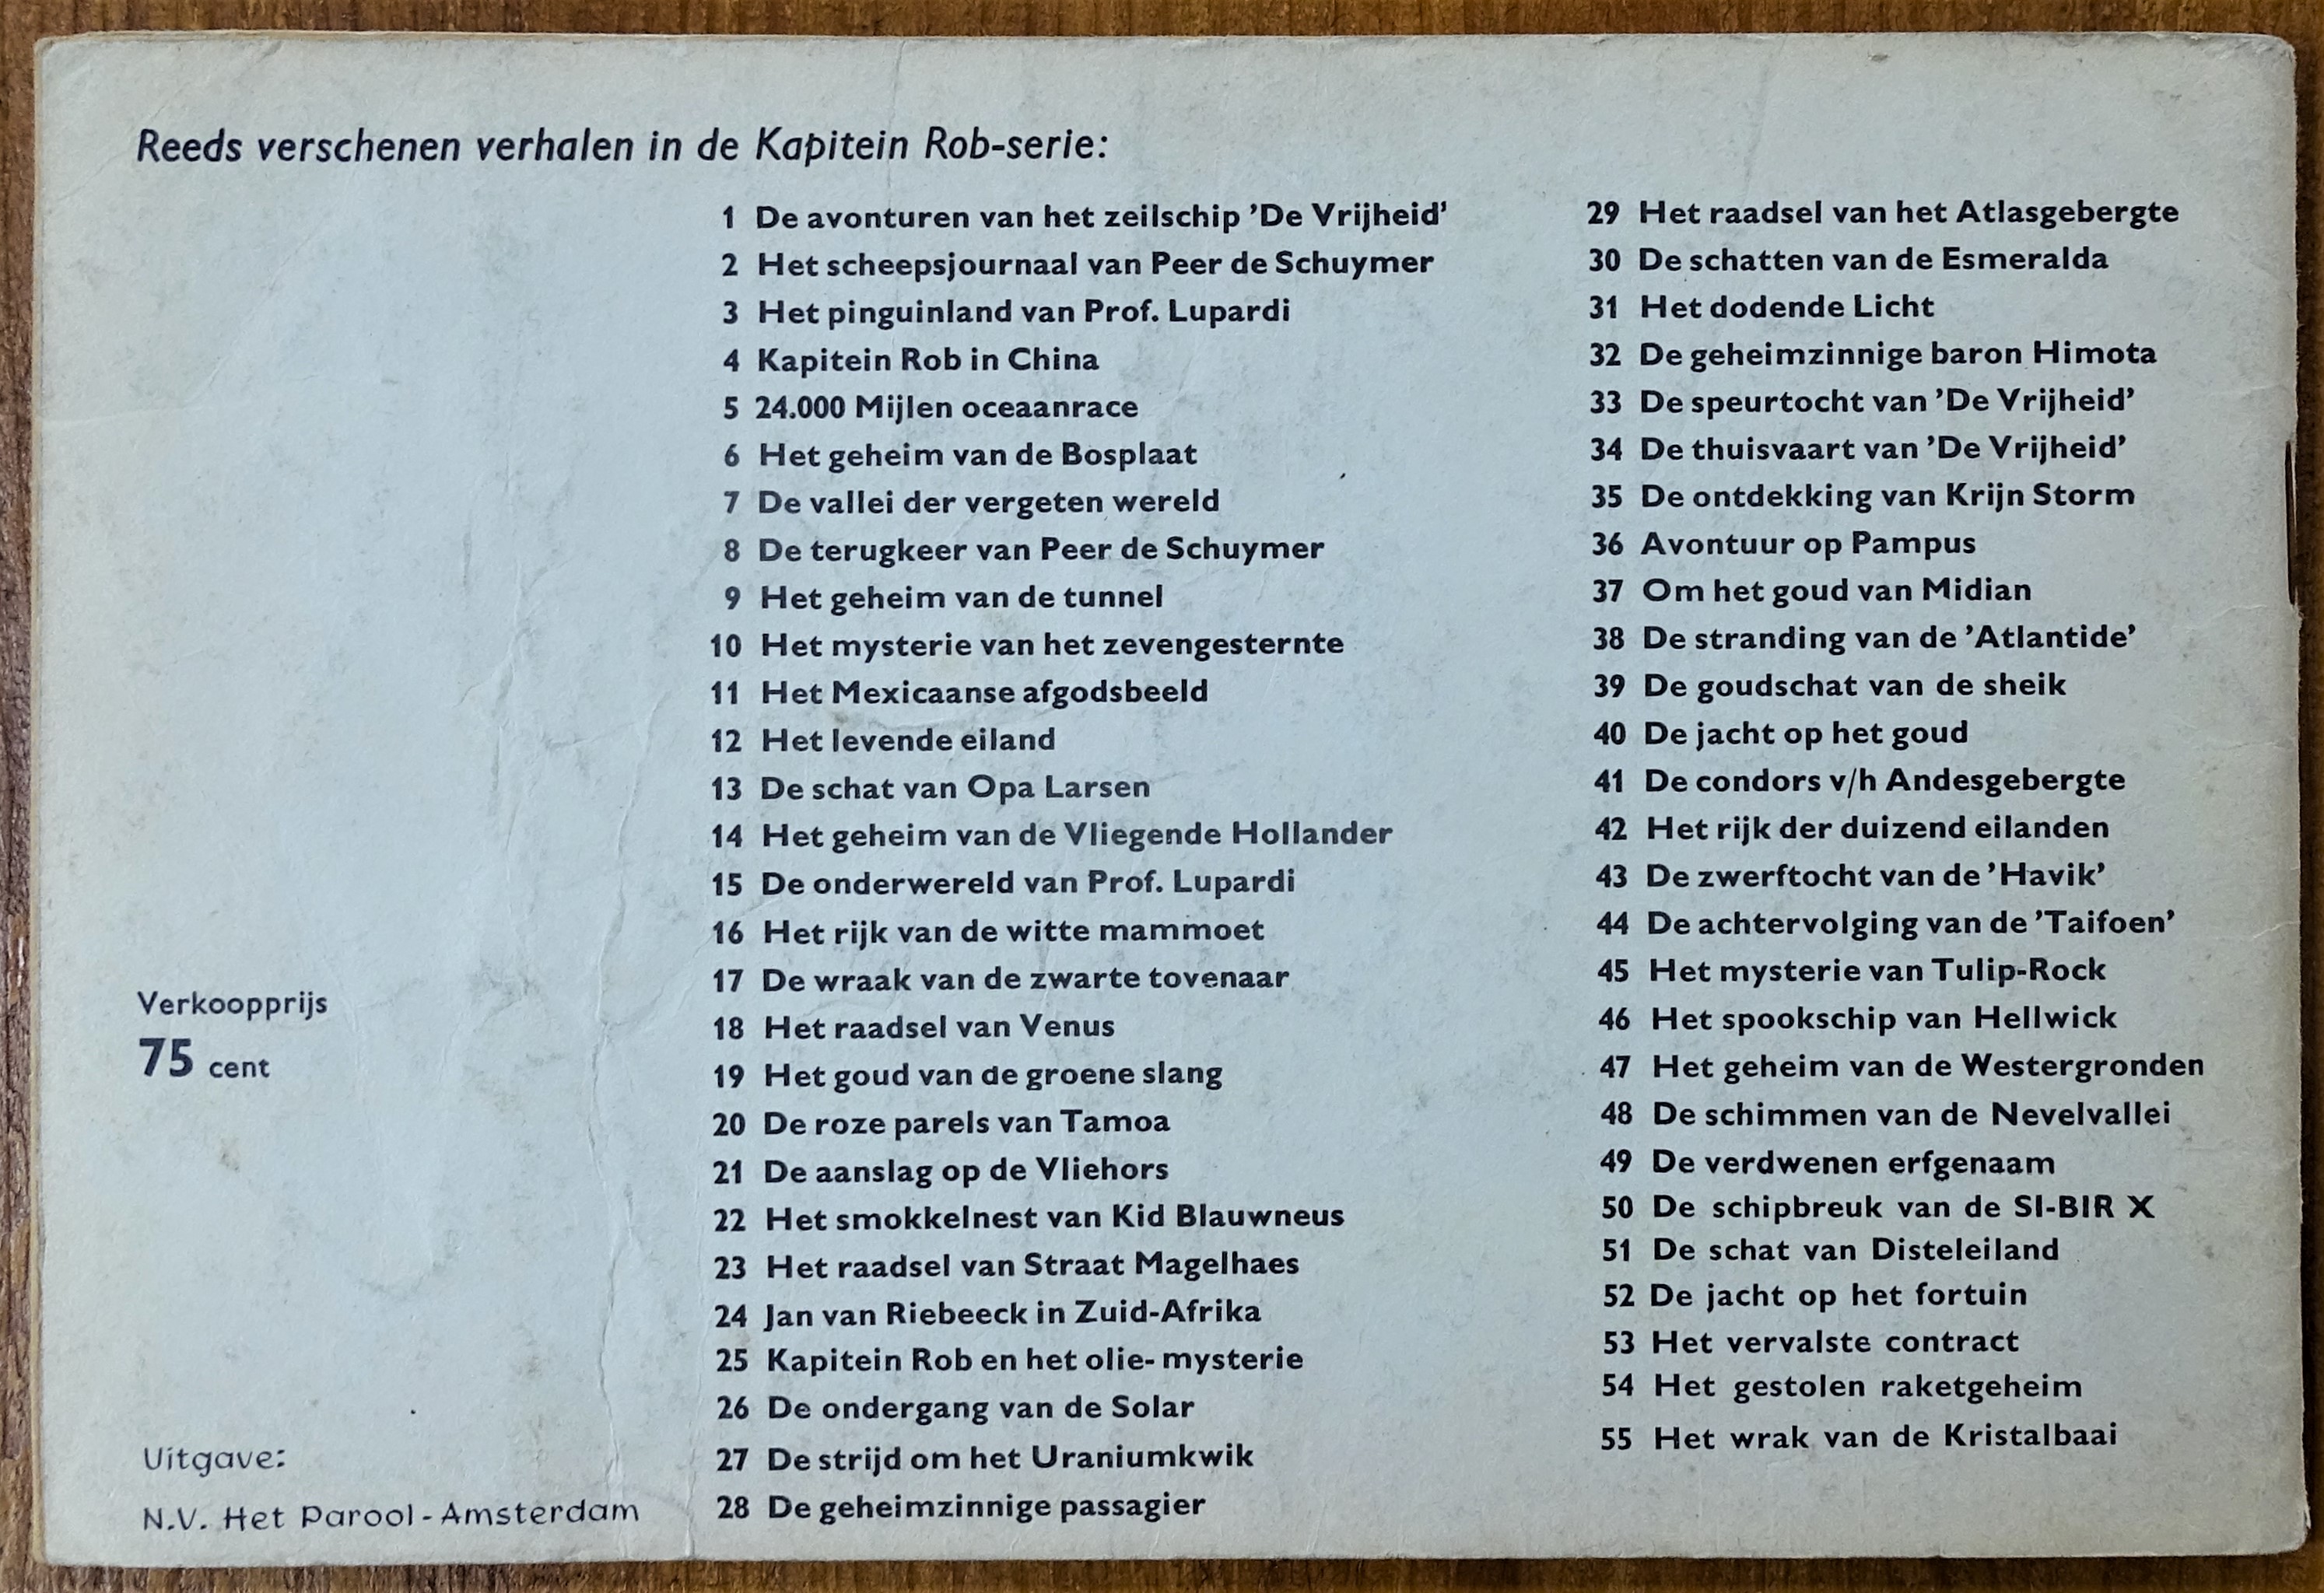 Reeds verschenen verhalen in de Kapitein Rob-serie:
1 De avonturen van het zeilschip ’De Vrijheid’
2 Het scheepsjournaal van Peer de Schuymer
3 Het pinguinland van Prof. Lupardi
4 Kapitein Rob in China
5 24.000 Mijlen oceaanrace
6 Het geheim van de Bosplaat
7 De vallei der vergeten wereld
8 De terugkeer van Peer de Schuymer
9 Het geheim van de tunnel
10 Het mysterie van het zevengesternte
11 Het Mexicaanse afgodsbeeld
12 Het levende eiland
13 De schat van Opa Larsen
14 Het geheim van de Vliegende Hollander
15 De onderwereld van Prof. Lupardi
16 Het rijk van de witte mammoet
17 De wraak van de zwarte tovenaar
18 Het raadsel van Venus
19 Het goud van de groene slang
20 De roze parels van Tamoa
21 De aanslag op de Vliehors
22 Het smokkelnest van Kid Blauwneus
23 Het raadsel van Straat Magelhaes
24 Jan van Riebeeck in Zuid-Afrika
25 Kapitein Rob en het olie-mysterie
26 De ondergang van de Solar
27 De strijd om het Uraniumkwik
28 De geheimzinnige passagier
29 Het raadsel van het Atlasgebergte
30 De schatten van de Esmeralda
31 Het dodende Licht
32 De geheimzinnige baron Himota
33 De speurtocht van ’De Vrijheid’
34 De thuisvaart van ’De Vrijheid’
35 De ontdekking van Krijn Storm
36 Avontuur op Pampus
37 Om het goud van Midian
38 De stranding van de ’Atlantide’
39 De goudschat van de sheik
40 De jacht op het goud
41 De condors v/h Andesgebergte
42 Het rijk der duizend eilanden
43 De zwerftocht van de ’Havik’
44 De achtervolging van de ’Taifoen’
45 Het mysterie van Tulip-Rock
46 Het spookschip van Hellwick
47 Het geheim van de Westergronden
48 De schimmen van de Nevelvallei
49 De verdwenen erfgenaam
50 De schipbreuk van de SI-BIR X
51 De schat van Disteleiland
52 De jacht op het fortuin
53 Het vervalste contract
54 Het gestolen raketgeheim
55 Het wrak van de Kristalbaai
Verkoopprijs
75 cent
Uitgave:
N.V. Het Parool - Amsterdam